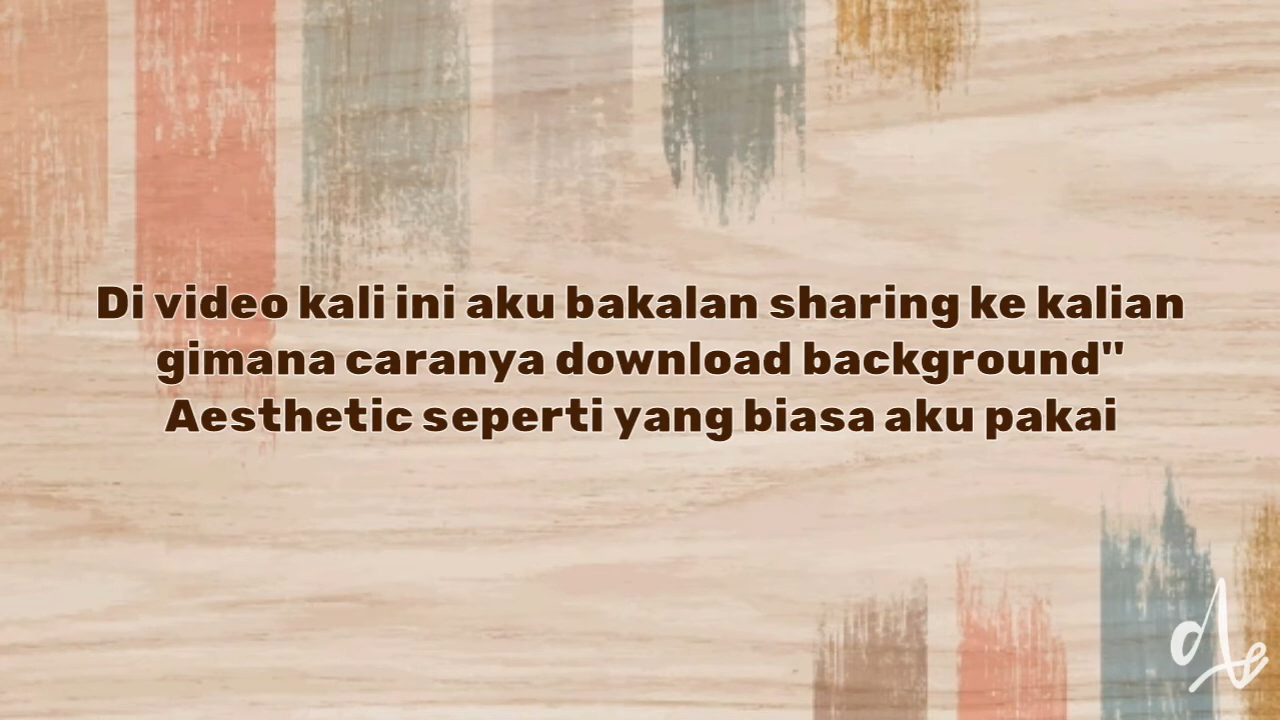 Di video kali ini aku bakalan sharing ke kalian
gimana caranya download background"
Aesthetic seperti yang biasa aku pakai